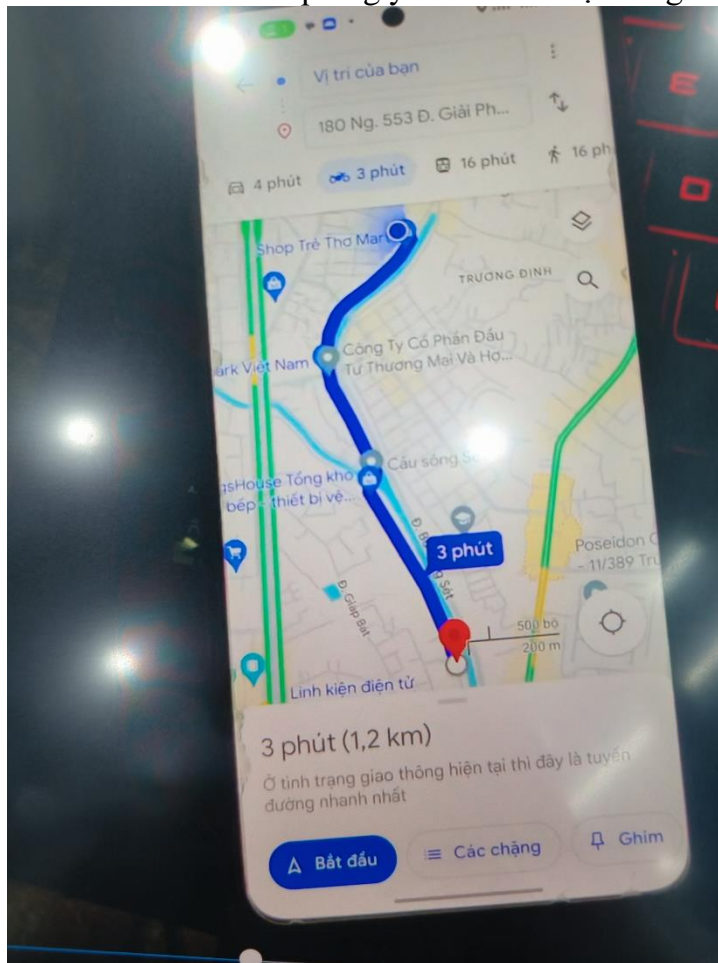 Vị trí của bạn
180 Ng. 553 Đ. Giải Ph...
4 phút
3 phút
16 phút
16 ph
Shop Trẻ Thơ Mar
TRƯƠNG ĐỊNH
ark Việt Nam
Công Ty Cổ Phần Đầu
Tư Thương Mại Và Hợ...
Cầu sông
gsHouse Tổng kho
bếp - thiết bị vệ...
3 phút
Sét
Poseidon
- 11/389 Trư
Đ. Giáp Bát
500 bộ
200 m
Linh kiện điện tử
3 phút (1,2 km)
Ở tình trạng giao thông hiện tại thì đây là tuyến
đường nhanh nhất
Bắt đầu
Các chặng
Ghim
E
D